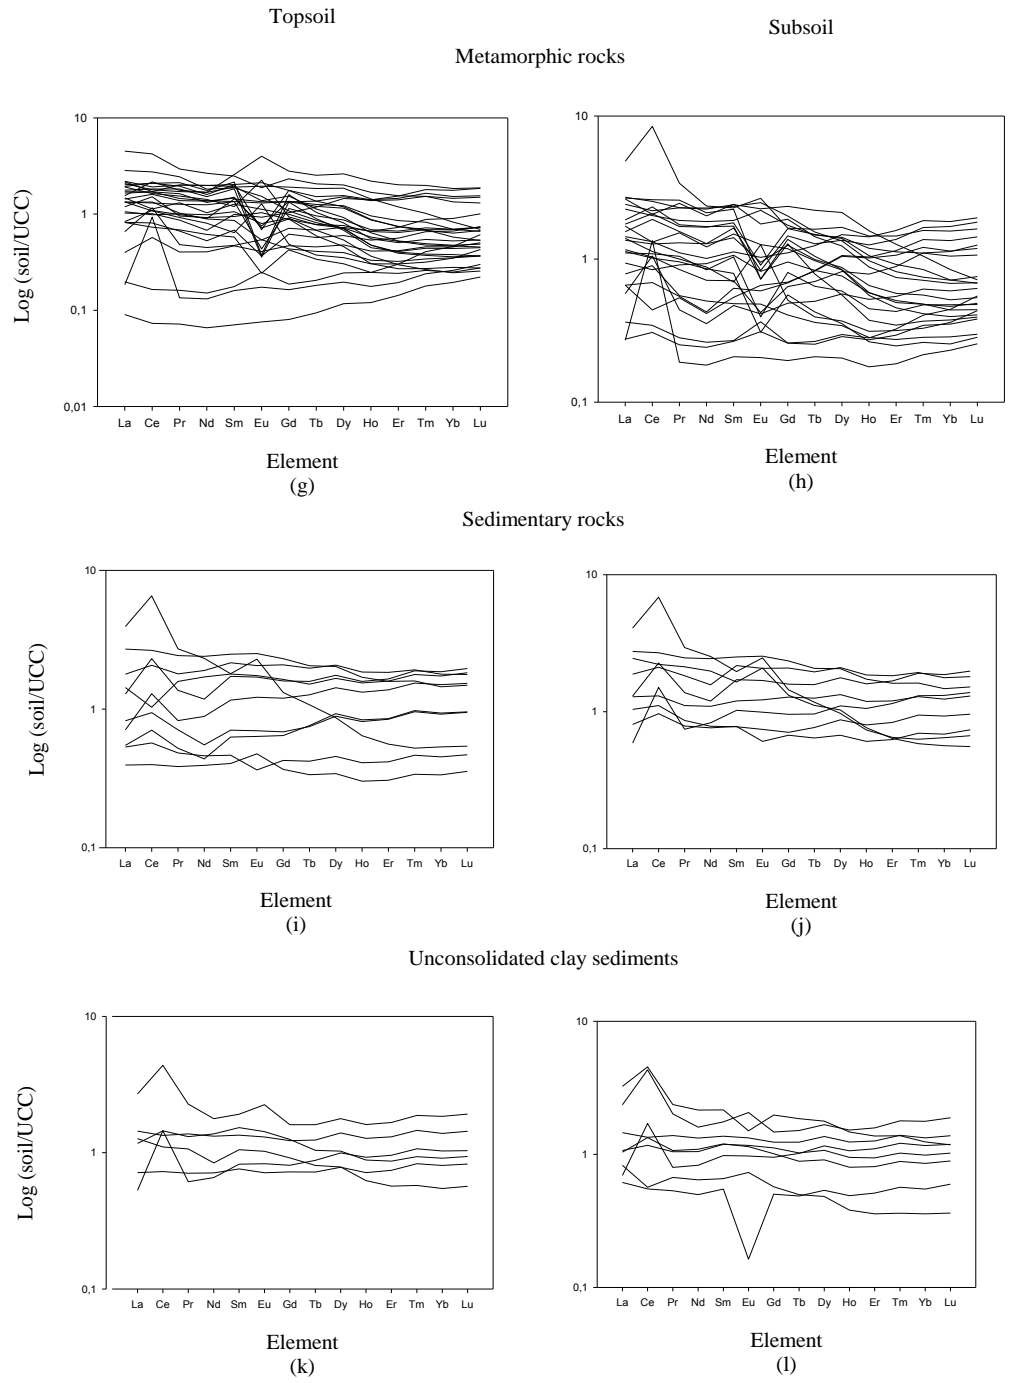 Topsoil
Subsoil
Metamorphic rocks
Log (soil/UCC)
10
1
0,1
0,01
La Ce Pr Nd Sm Eu Gd Tb Dy Ho Er Tm Yb Lu
Element
(g)
10
1
0,1
La Ce Pr Nd Sm Eu Gd Tb Dy Ho Er Tm Yb Lu
Element
(h)
Sedimentary rocks
Log (soil/UCC)
10
1
0,1
La Ce Pr Nd Sm Eu Gd Tb Dy Ho Er Tm Yb Lu
Element
(i)
10
1
0,1
La Ce Pr Nd Sm Eu Gd Tb Dy Ho Er Tm Yb Lu
Element
(j)
Unconsolidated clay sediments
Log (soil/UCC)
10
1
0,1
La Ce Pr Nd Sm Eu Gd Tb Dy Ho Er Tm Yb Lu
Element
(k)
10
1
0,1
La Ce Pr Nd Sm Eu Gd Tb Dy Ho Er Tm Yb Lu
Element
(l)